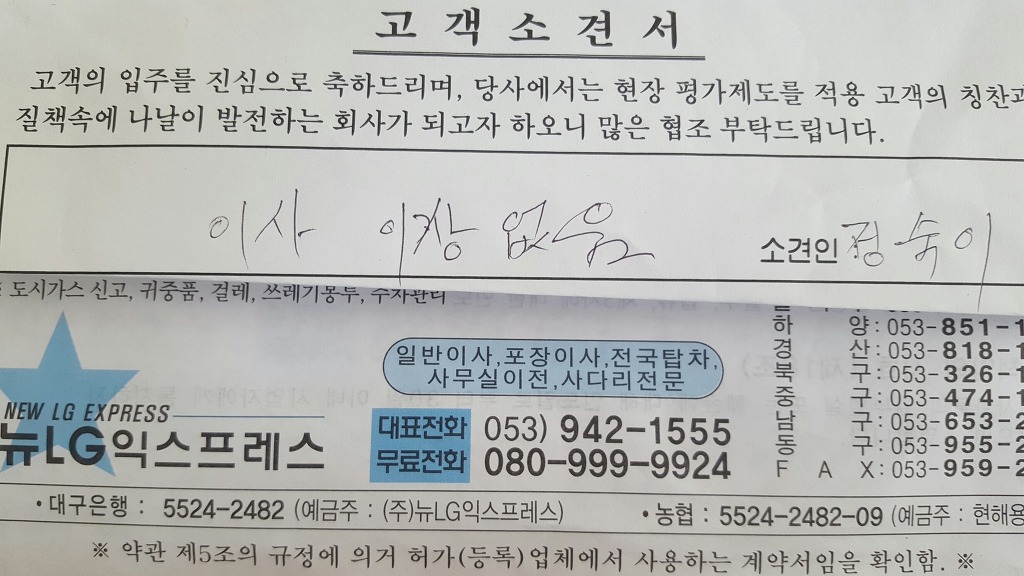 고객소견서
고객의 입주를 진심으로 축하드리며, 당사에서는 현장 평가제도를 적용 고객의 칭찬과
질책속에 나날이 발전하는 회사가 되고자 하오니 많은 협조 부탁드립니다.
이사 이상 없음 소견인 정숙이
도시가스 신고, 귀중품, 걸레, 쓰레기봉투, 수자관리
하 양 : 053-851-1
경 산 : 053-818-1
북 구 : 053-326-1
중 구 : 053-474-1
남 구 : 053-653-2
동 구 : 053-955-2
F A X : 053-959-2
일반이사,포장이사,전국탑차,
사무실이전,사다리전문
NEW LG EXPRESS
뉴LG익스프레스
대표전화 053) 942-1555
무료전화 080-999-9924
• 대구은행 : 5524-2482 (예금주 : (주)뉴LG익스프레스) • 농협 : 5524-2482-09 (예금주 : 현해용
※ 약관 제5조의 규정에 의거 허가(등록)업체에서 사용하는 계약서임을 확인함. ※